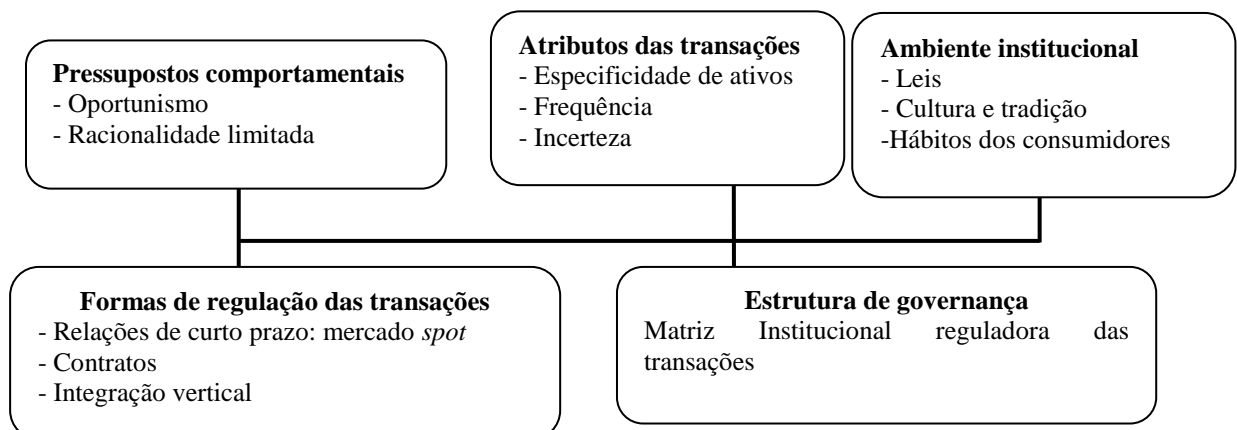 Pressupostos comportamentais
- Oportunismo
- Racionalidade limitada
Atributos das transações
- Especificidade de ativos
- Frequência
- Incerteza
Ambiente institucional
- Leis
- Cultura e tradição
-Hábitos dos consumidores
Formas de regulação das transações
- Relações de curto prazo: mercado spot
- Contratos
- Integração vertical
Estrutura de governança
Matriz Institucional reguladora das
transações